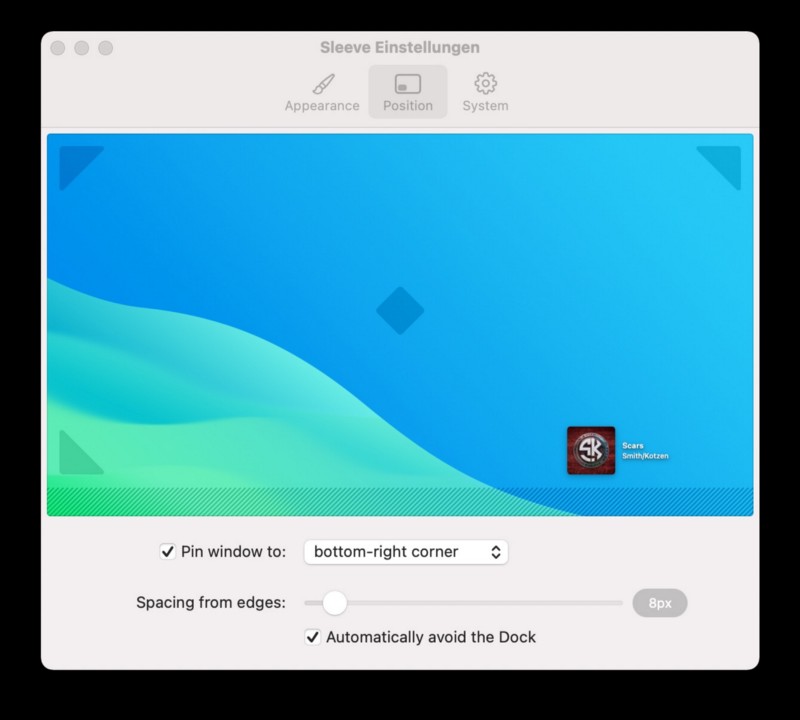 Sleeve Einstellungen
Appearance
Position
System
SK
Scars
Smith/Kotzen
Pin window to:
bottom-right corner
Spacing from edges:
8px
Automatically avoid the Dock